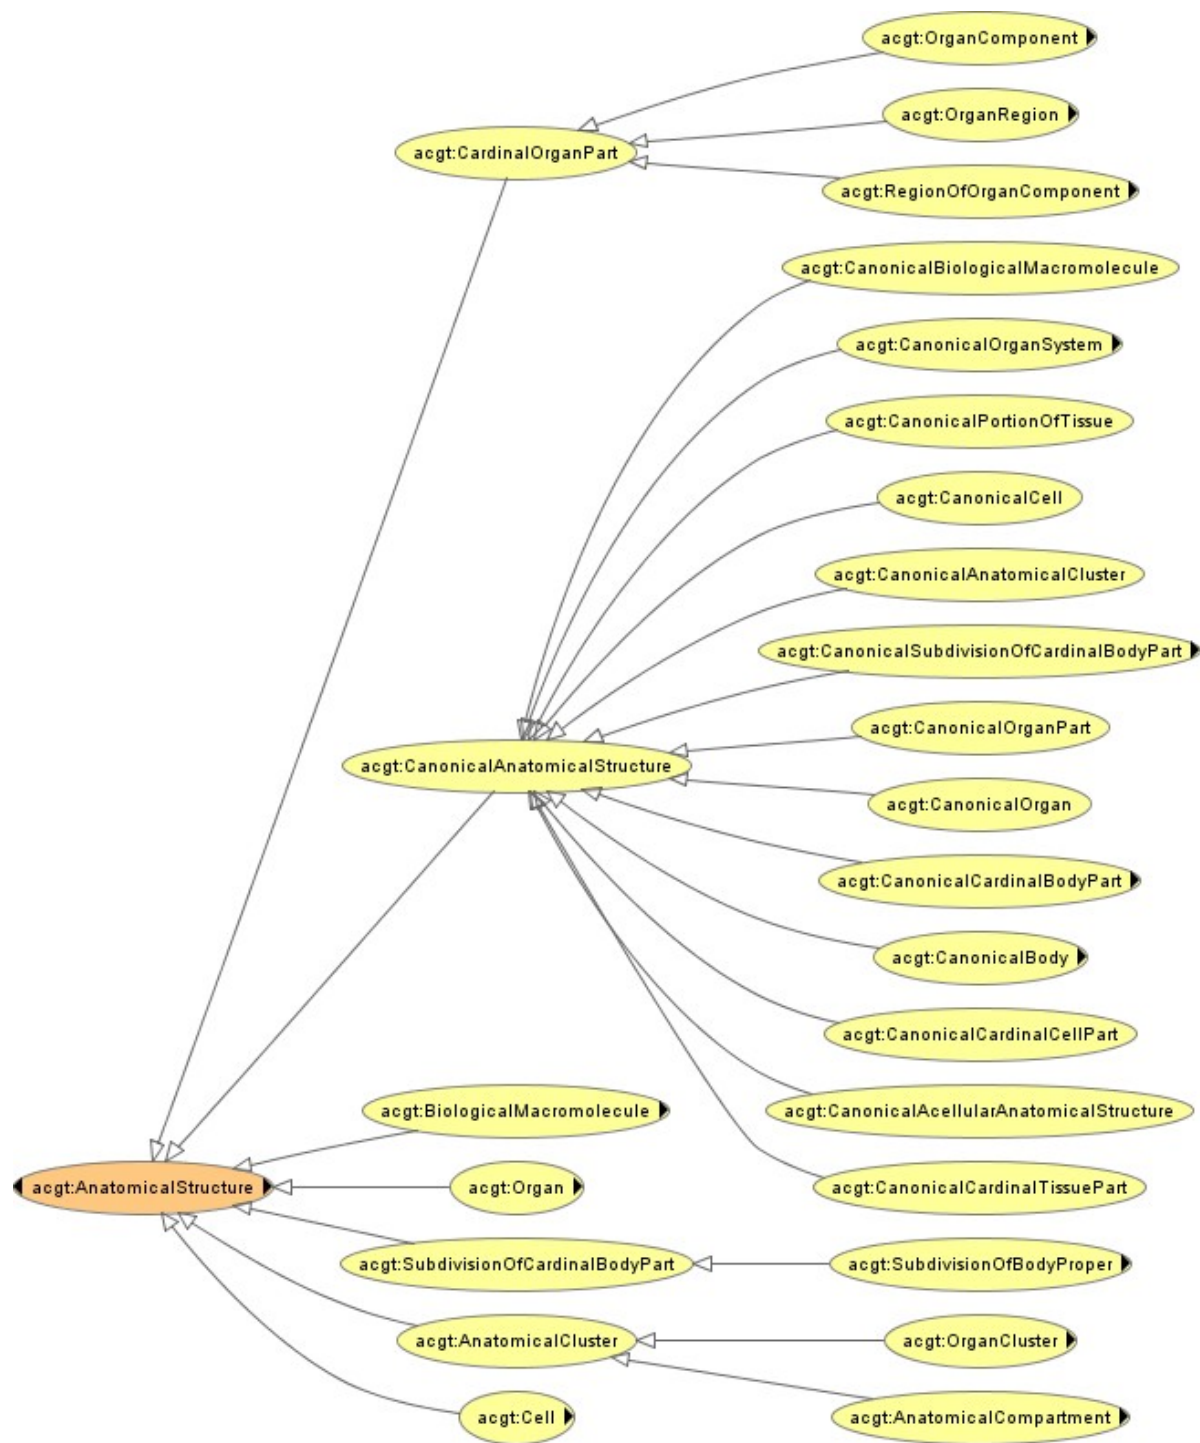 acgt:OrganComponent
acgt:OrganRegion
acgt:CardinalOrganPart
acgt:RegionOfOrganComponent
acgt:CanonicalBiologicalMacromolecule
acgt:CanonicalOrganSystem
acgt:CanonicalPortionOfTissue
acgt:CanonicalCell
acgt:CanonicalAnatomicalCluster
acgt:CanonicalSubdivisionOfCardinalBodyPart
acgt:CanonicalOrganPart
acgt:CanonicalAnatomicalStructure
acgt:CanonicalOrgan
acgt:CanonicalCardinalBodyPart
acgt:CanonicalBody
acgt:CanonicalCardinalCellPart
acgt:BiologicalMacromolecule
acgt:CanonicalAcellularAnatomicalStructure
acgt:AnatomicalStructure
acgt:Organ
acgt:CanonicalCardinalTissuePart
acgt:SubdivisionOfCardinalBodyPart
acgt:SubdivisionOfBodyProper
acgt:AnatomicalCluster
acgt:OrganCluster
acgt:Cell
acgt:AnatomicalCompartment